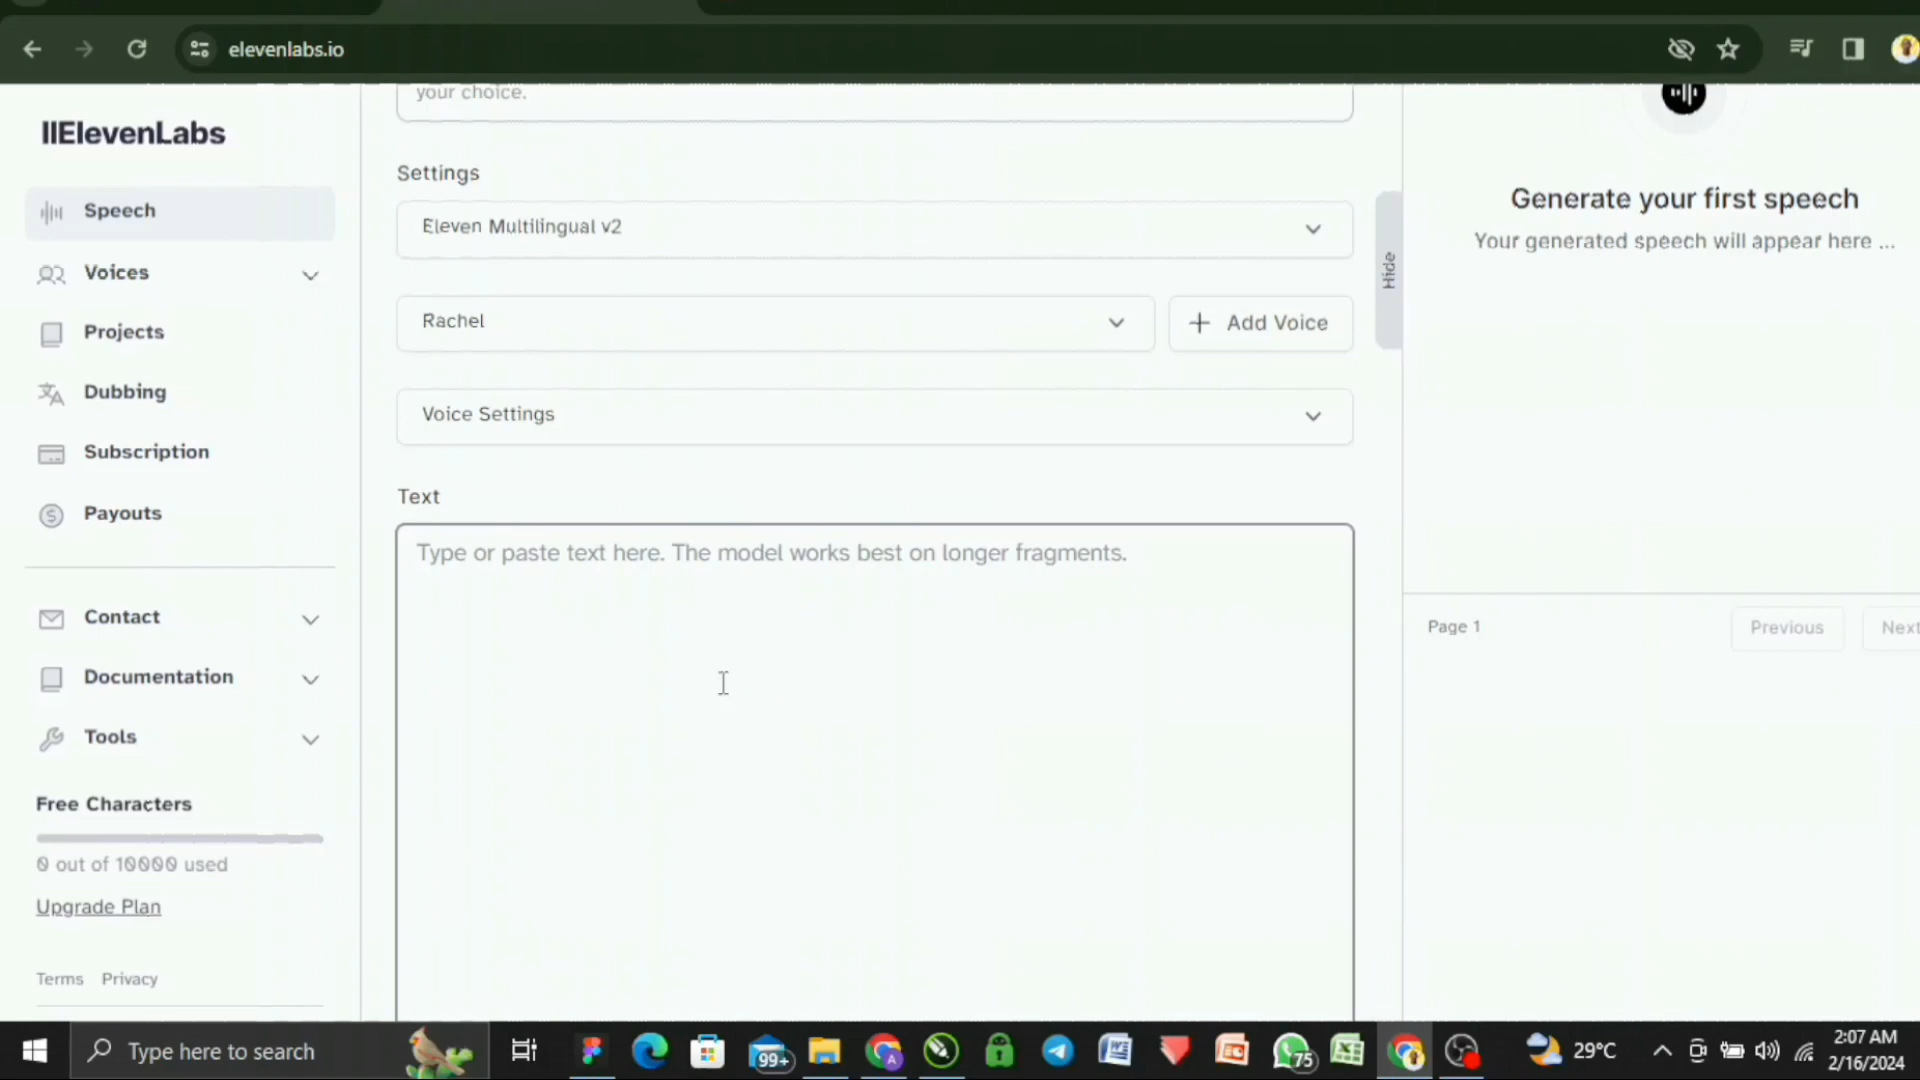 elevenlabs.io
your choice.
IIElevenLabs
Settings
Speech
Eleven Multilingual v2
Generate your first speech
Your generated speech will appear here ...
Hide
Voices
Rachel
Add Voice
Projects
Dubbing
Voice Settings
Subscription
Text
Payouts
Type or paste text here. The model works best on longer fragments.
Contact
Page 1
Previous
Next
Documentation
Tools
Free Characters
0 out of 10000 used
Upgrade Plan
Terms Privacy
Type here to search
99+
A
75
29°C
2:07 AM
2/16/2024